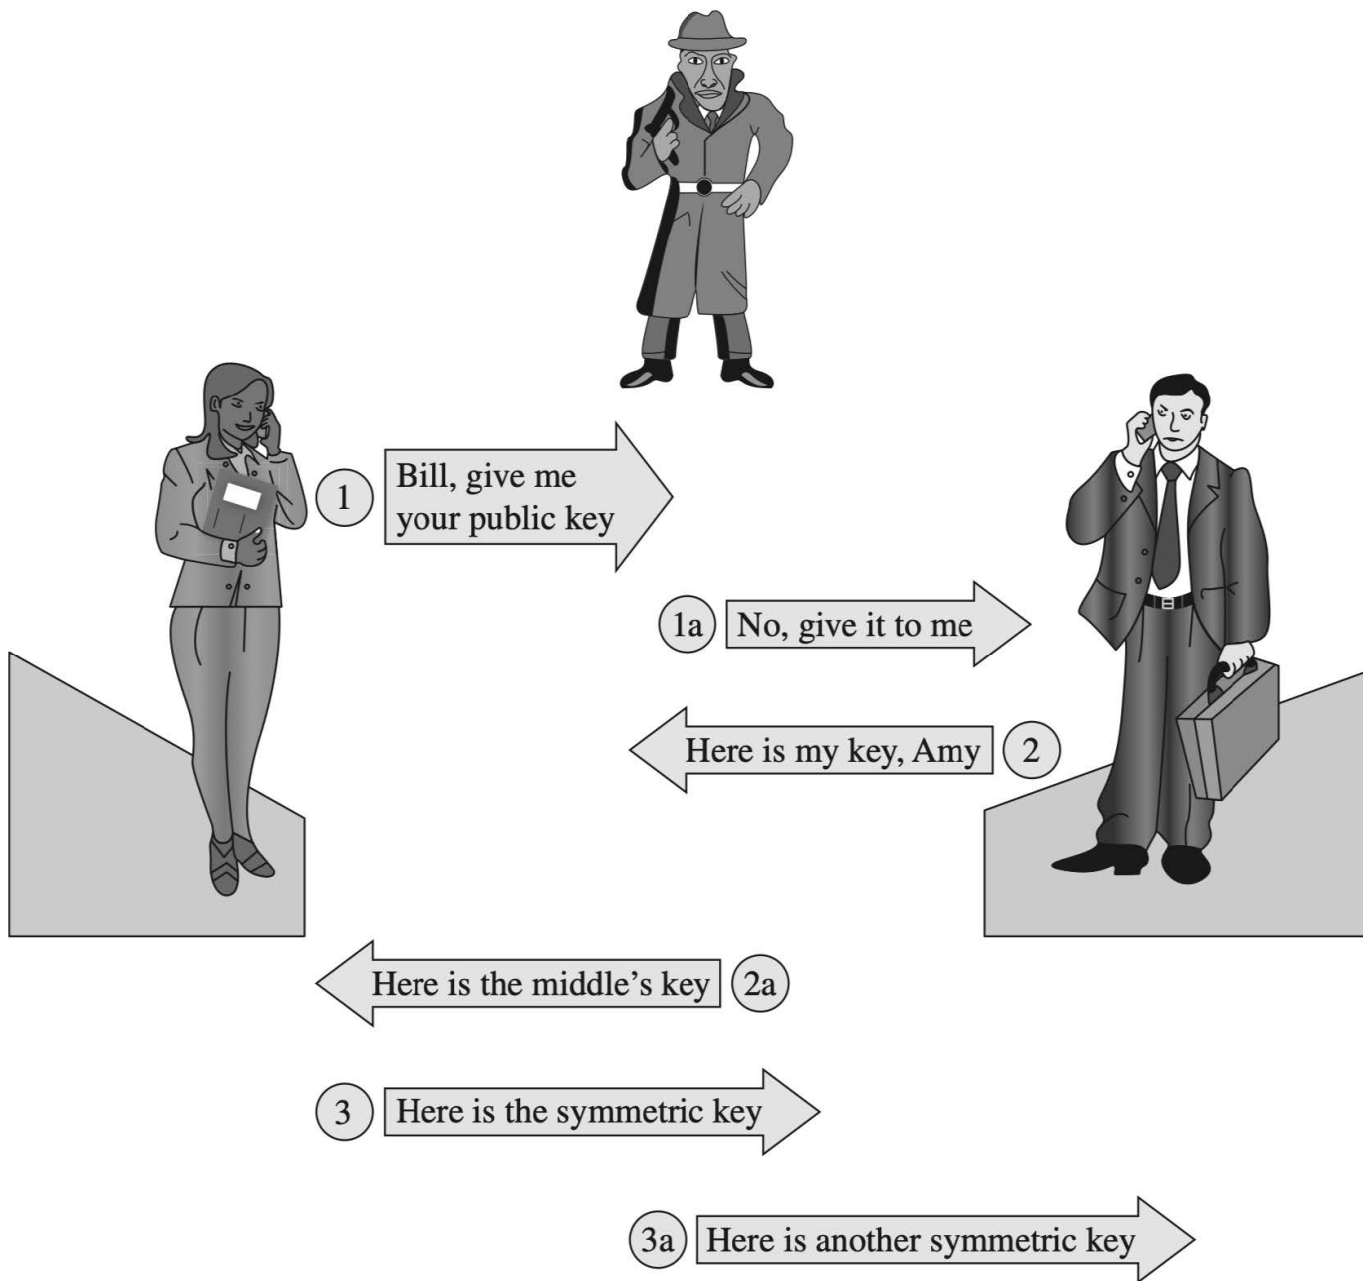 1
Bill, give me
your public key
1a
No, give it to me
Here is my key, Amy
2
Here is the middle’s key
2a
3
Here is the symmetric key
3a
Here is another symmetric key